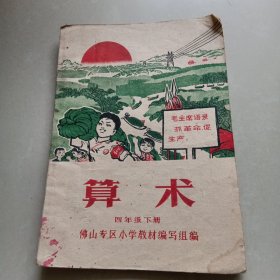 毛主席语录
抓革命促
生产。
算术
四年级下册
佛山专区小学教材编写组编